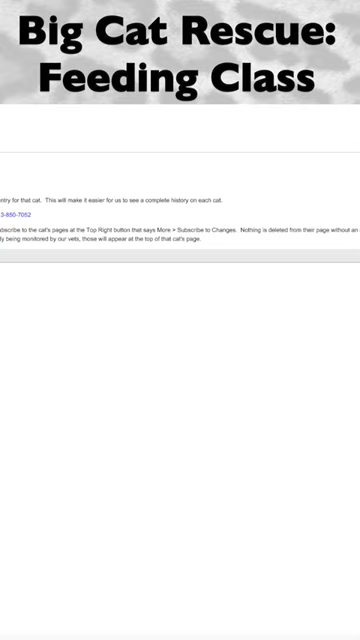 Big Cat Rescue:
Feeding Class
ntry for that cat. This will make it easier for us to see a complete history on each cat.
3-850-7052
ubscribe to the cat's pages at the Top Right button that says More > Subscribe to Changes. Nothing is deleted from their page without an
ly being monitored by our vets, those will appear at the top of that cat's page.